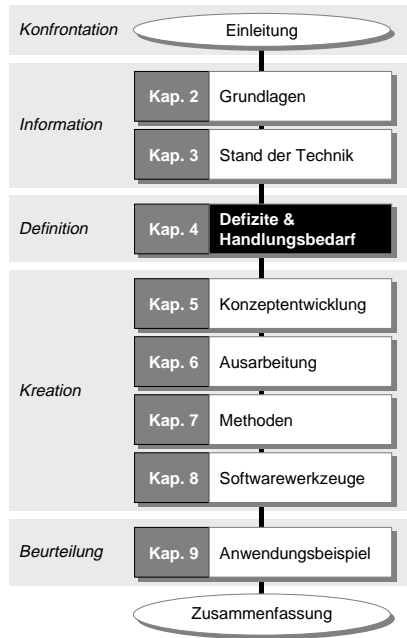 Konfrontation Einleitung
Information
Kap. 2 Grundlagen
Kap. 3 Stand der Technik
Definition
Kap. 4 Defizite &
Handlungsbedarf
Kreation
Kap. 5 Konzeptentwicklung
Kap. 6 Ausarbeitung
Kap. 7 Methoden
Kap. 8 Softwarewerkzeuge
Beurteilung Kap. 9 Anwendungsbeispiel
Zusammenfassung